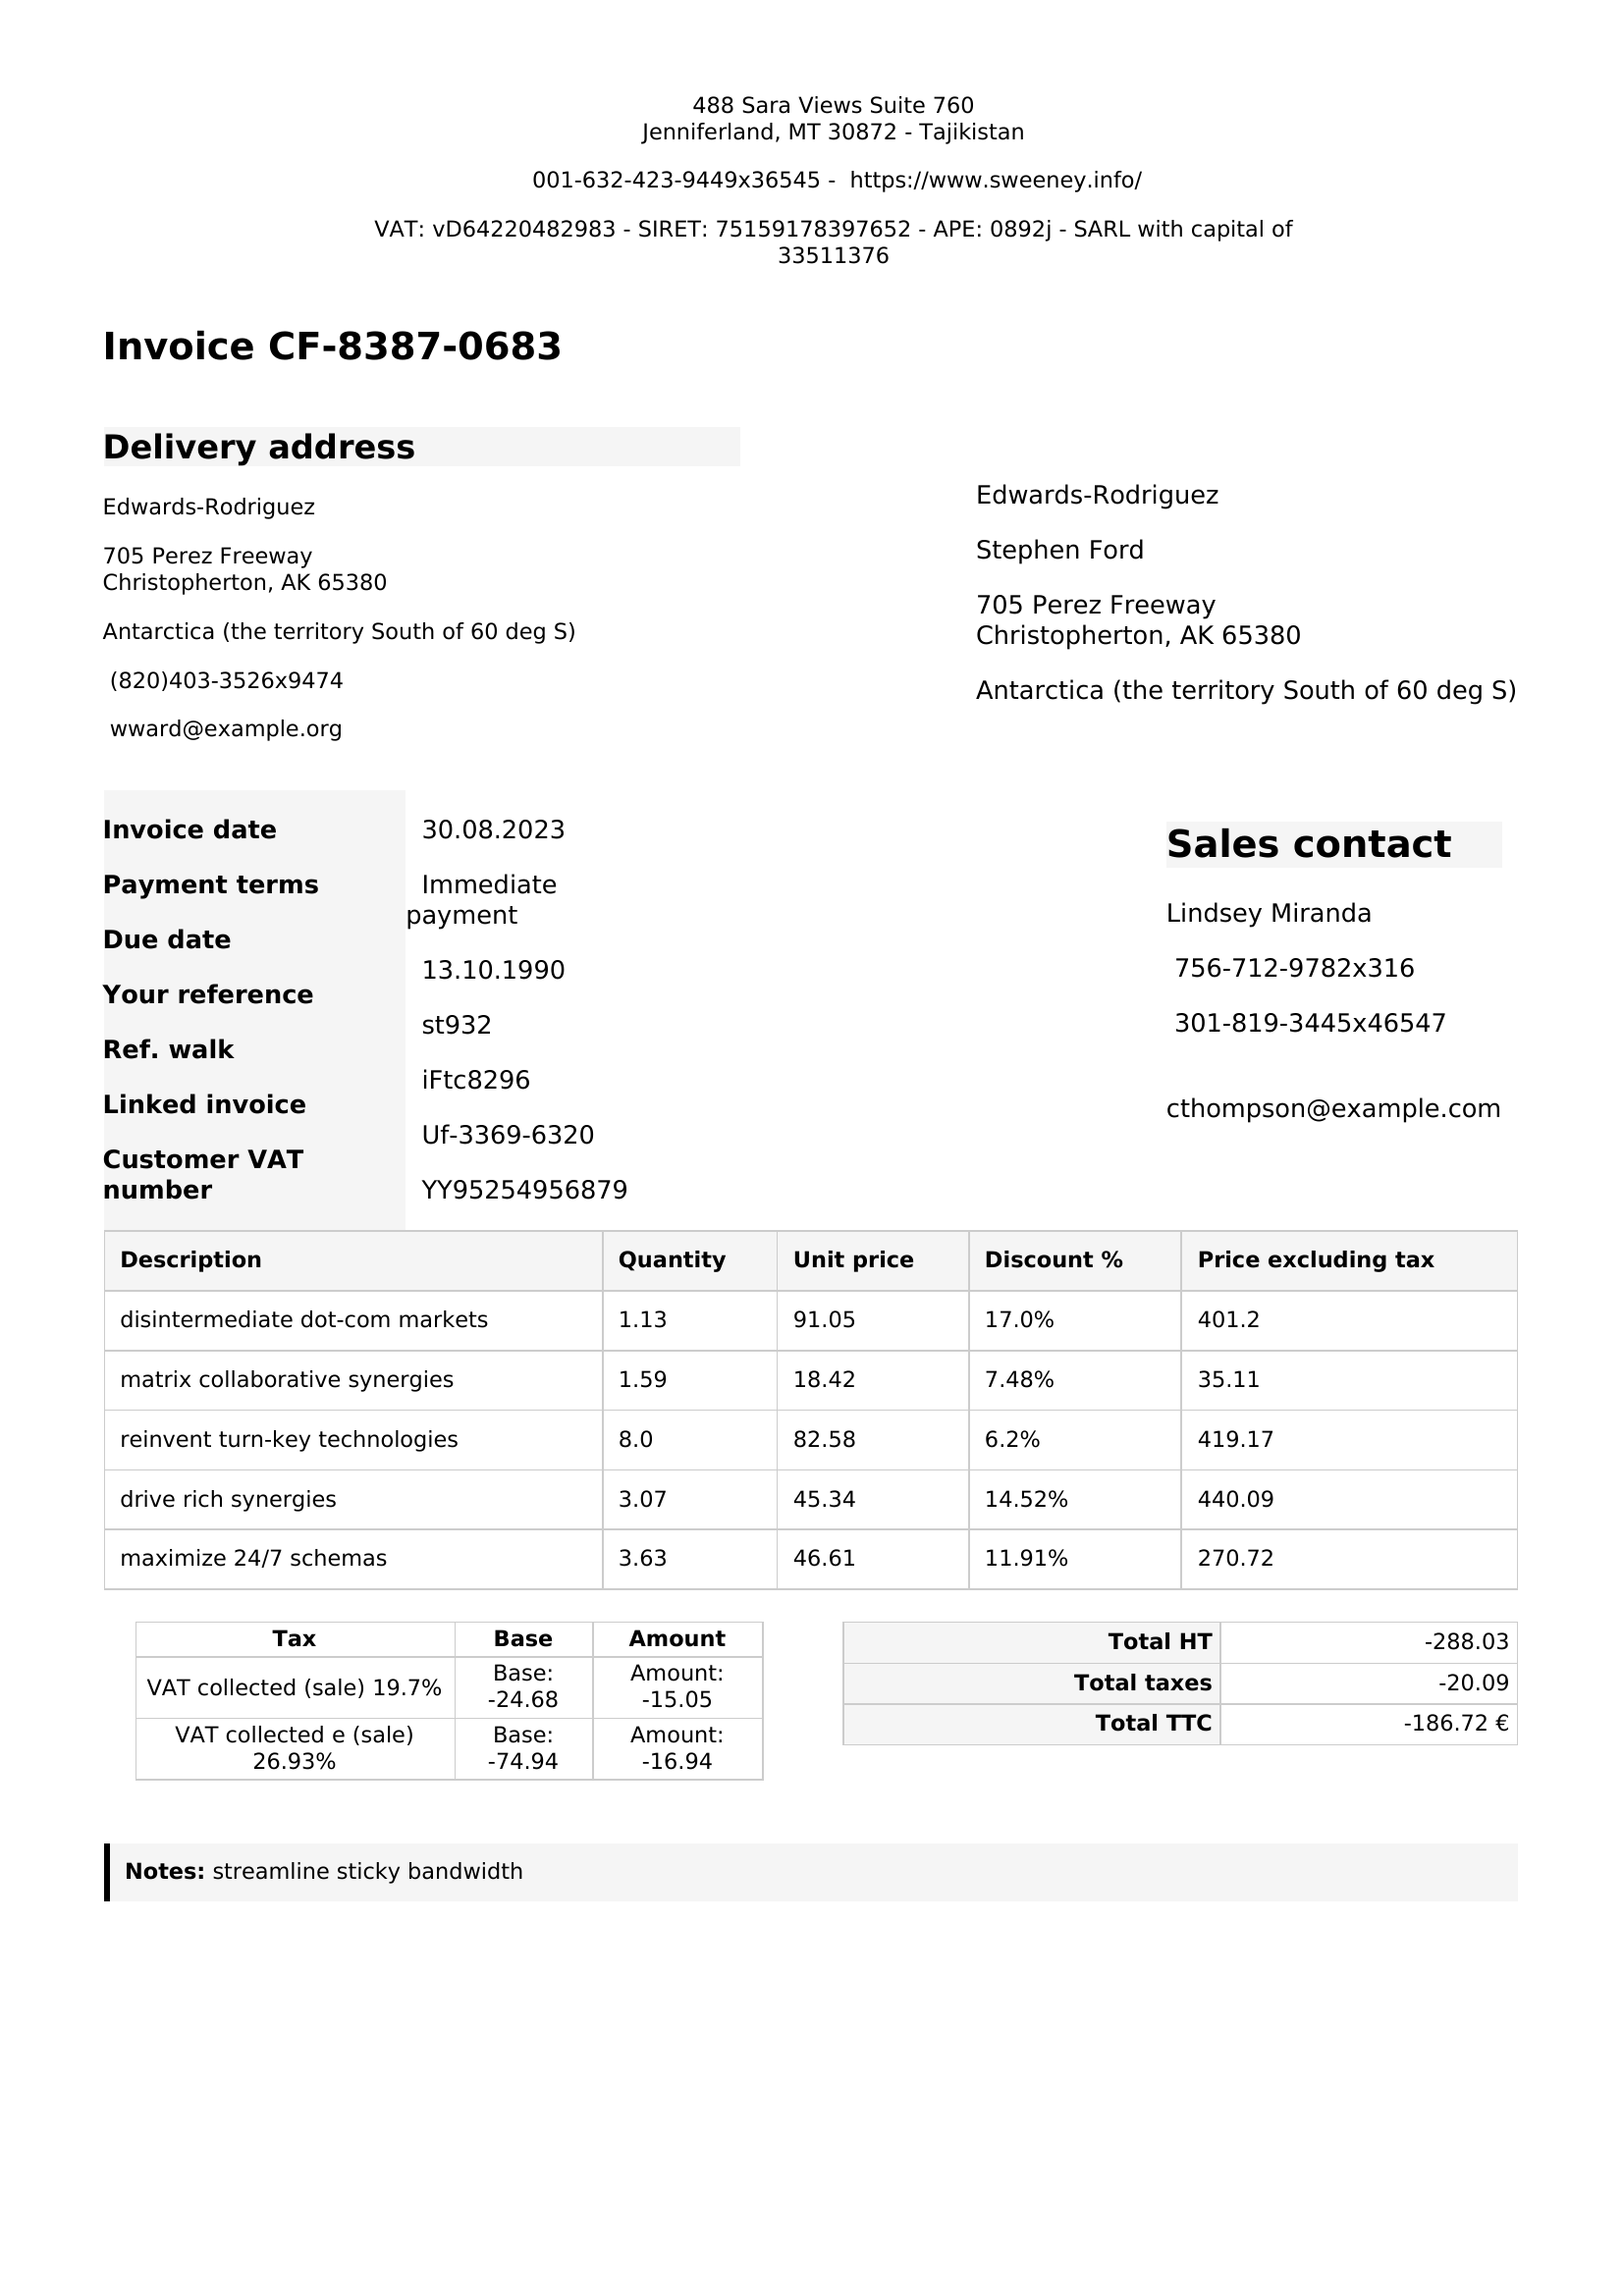 488 Sara Views Suite 760
Jenniferland, MT 30872 - Tajikistan
001-632-423-9449x36545 - https://www.sweeney.info/
VAT: vD64220482983 - SIRET: 75159178397652 - APE: 0892j - SARL with capital of
33511376
Invoice CF-8387-0683
Delivery address
Edwards-Rodriguez
705 Perez Freeway
Christopherton, AK 65380
Antarctica (the territory South of 60 deg S)
(820)403-3526x9474
wward@example.org
Edwards-Rodriguez
Stephen Ford
705 Perez Freeway
Christopherton, AK 65380
Antarctica (the territory South of 60 deg S)
Invoice date
Payment terms
Due date
Your reference
Ref. walk
Linked invoice
Customer VAT
number
30.08.2023
Immediate
payment
13.10.1990
st932
iFtc8296
Uf-3369-6320
YY95254956879
Sales contact
Lindsey Miranda
756-712-9782x316
301-819-3445x46547
cthompson@example.com
Description Quantity Unit price Discount % Price excluding tax
disintermediate dot-com markets 1.13 91.05 17.0% 401.2
matrix collaborative synergies 1.59 18.42 7.48% 35.11
reinvent turn-key technologies 8.0 82.58 6.2% 419.17
drive rich synergies 3.07 45.34 14.52% 440.09
maximize 24/7 schemas 3.63 46.61 11.91% 270.72
Tax Base Amount
VAT collected (sale) 19.7% Base: -24.68 Amount: -15.05
VAT collected e (sale) 26.93% Base: -74.94 Amount: -16.94
Total HT -288.03
Total taxes -20.09
Total TTC -186.72 €
Notes: streamline sticky bandwidth